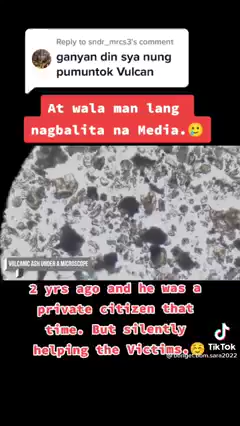 Reply to sndr_mrcs3's comment
ganyan din sya nung
pumuntok Vulcan
At wala man lang
nagbalita na Media.🥲
VOLCANIC ASH UNDER A MICROSCOPE
2 yrs ago and he was a
private citizen that
time. But silently
helping the Victims.☺️
TikTok